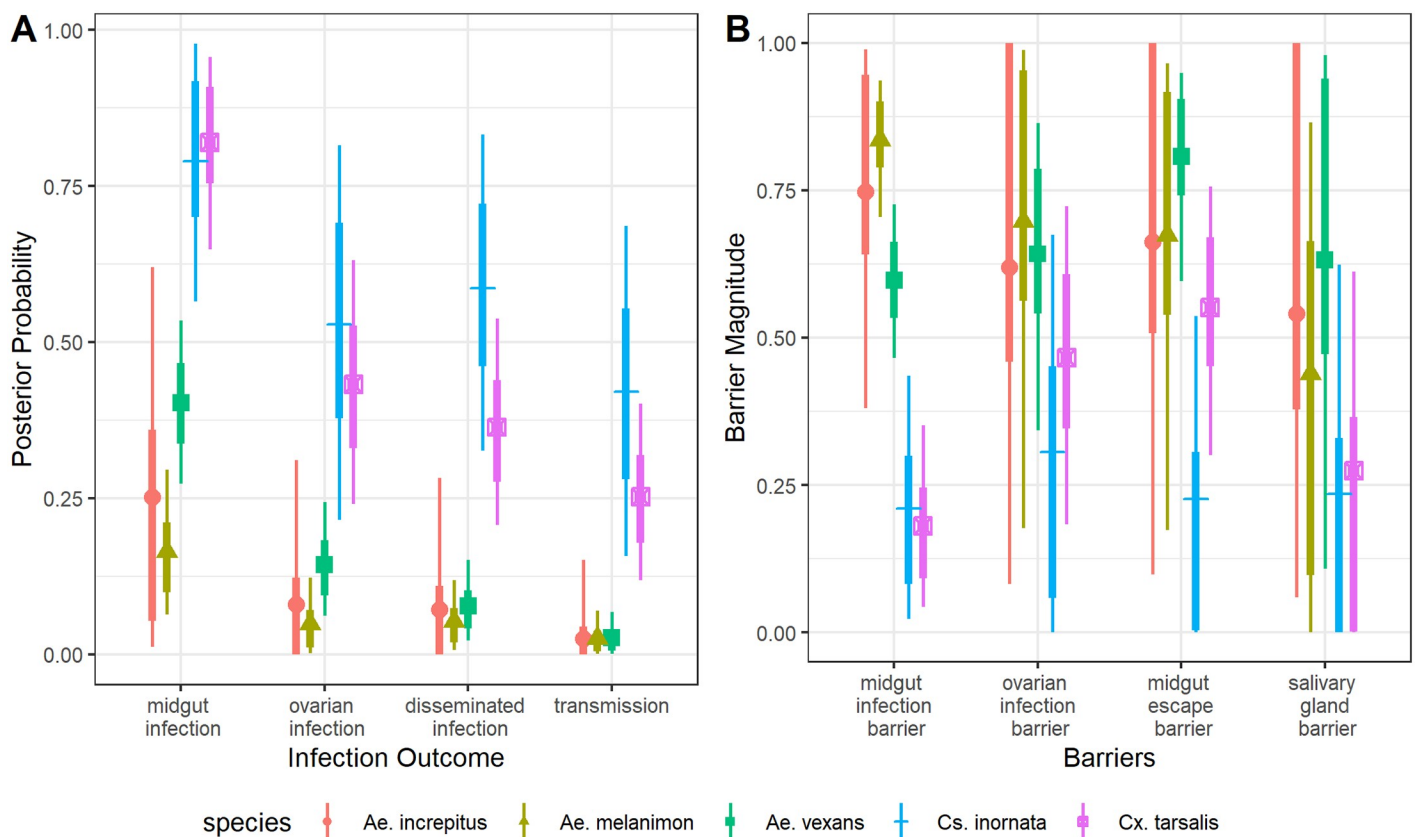 A
Posterior Probability
1.00
0.75
0.50
0.25
0.00
midgut
infection
ovarian
infection
disseminated
infection
transmission
Infection Outcome
B
Barrier Magnitude
1.00
0.75
0.50
0.25
0.00
midgut
infection
barrier
ovarian
infection
barrier
midgut
escape
barrier
salivary
gland
barrier
Barriers
species
Ae. increpitus
Ae. melanimon
Ae. vexans
Cs. inornata
Cx. tarsalis